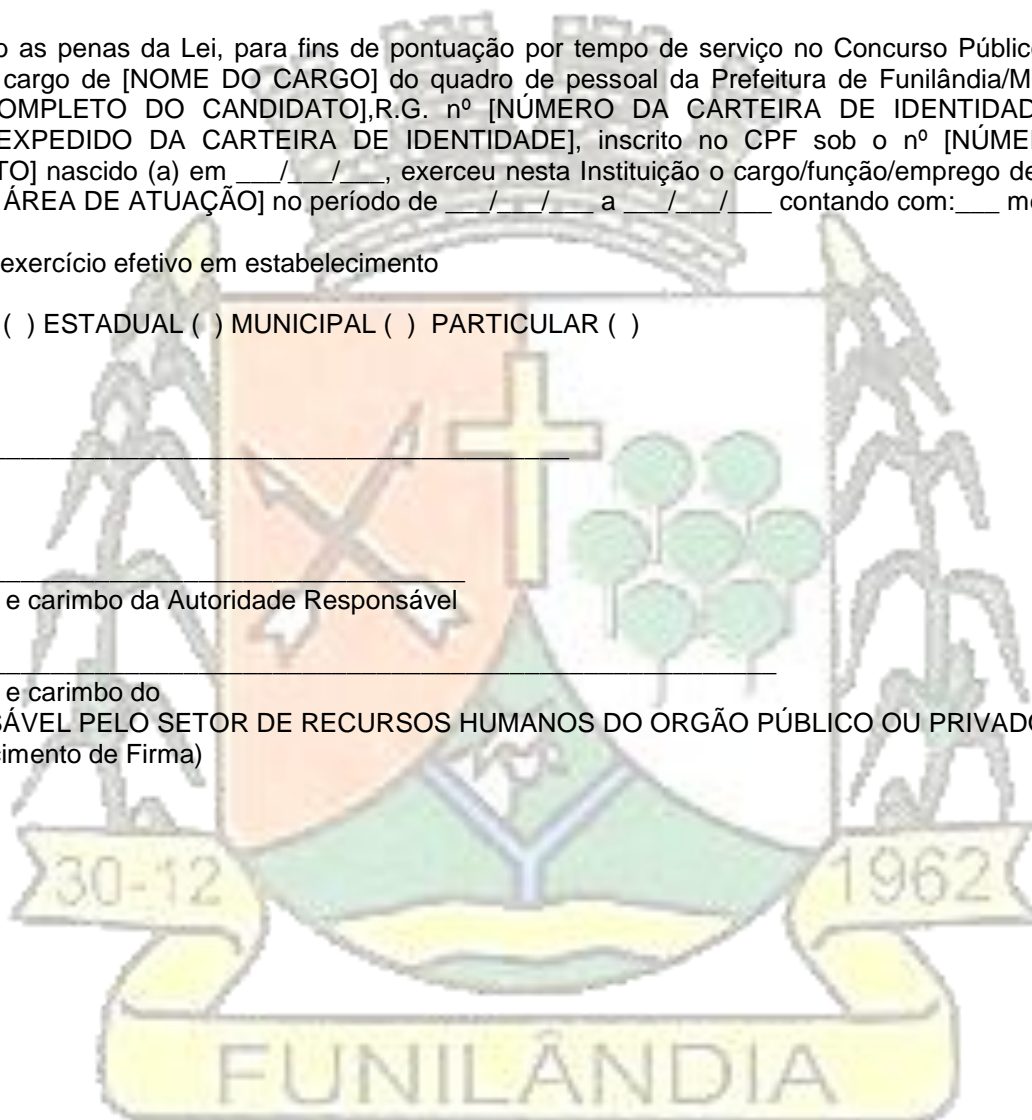 o as penas da Lei, para fins de pontuação por tempo de serviço no Concurso Público
cargo de [NOME DO CARGO] do quadro de pessoal da Prefeitura de Funilândia/M
OMPLETO DO CANDIDATO],R.G. nº [NÚMERO DA CARTEIRA DE IDENTIDAD
EXPEDIDO DA CARTEIRA DE IDENTIDADE], inscrito no CPF sob o nº [NÚMER
TO] nascido (a) em ___/___/___, exerceu nesta Instituição o cargo/função/emprego de
ÁREA DE ATUAÇÃO] no período de ___/___/___ a ___/___/___ contando com:___ me
exercício efetivo em estabelecimento
( ) ESTADUAL ( ) MUNICIPAL ( ) PARTICULAR ( )
e carimbo da Autoridade Responsável
e carimbo do
SÁVEL PELO SETOR DE RECURSOS HUMANOS DO ORGÃO PÚBLICO OU PRIVADO
cimento de Firma)
30-12
1962
FUNILÂNDIA